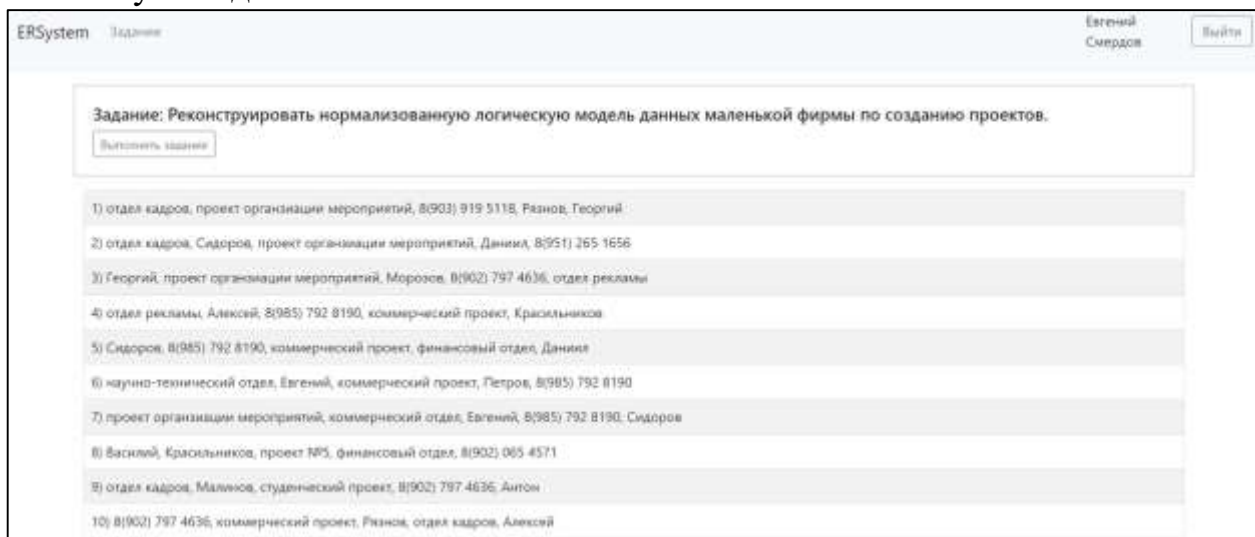 ERSystem Задание
Евгений
Смердов
Выйти
Задание: Реконструировать нормализованную логическую модель данных маленькой фирмы по созданию проектов.
Выполнить задание
1) отдел кадров, проект органзиации мероприятий, 8(903) 919 5118, Рязнов, Георгий
2) отдел кадров, Сидоров, проект органзиации мероприятий, Даниил, 8(951) 265 1656
3) Георгий, проект органзиации мероприятий, Морозов, 8(902) 797 4636, отдел рекламы
4) отдел рекламы, Алексей, 8(985) 792 8190, коммерческий проект, Красильников
5) Сидоров, 8(985) 792 8190, коммерческий проект, финансовый отдел, Даниил
6) научно-технический отдел, Евгений, коммерческий проект, Петров, 8(985) 792 8190
7) проект органзиации мероприятий, коммерческий отдел, Евгений, 8(985) 792 8190, Сидоров
8) Василий, Красильников, проект №5, финансовый отдел, 8(902) 065 4571
9) отдел кадров, Малинов, студенческий проект, 8(902) 797 4636, Антон
10) 8(902) 797 4636, коммерческий проект, Рязнов, отдел кадров, Алексей